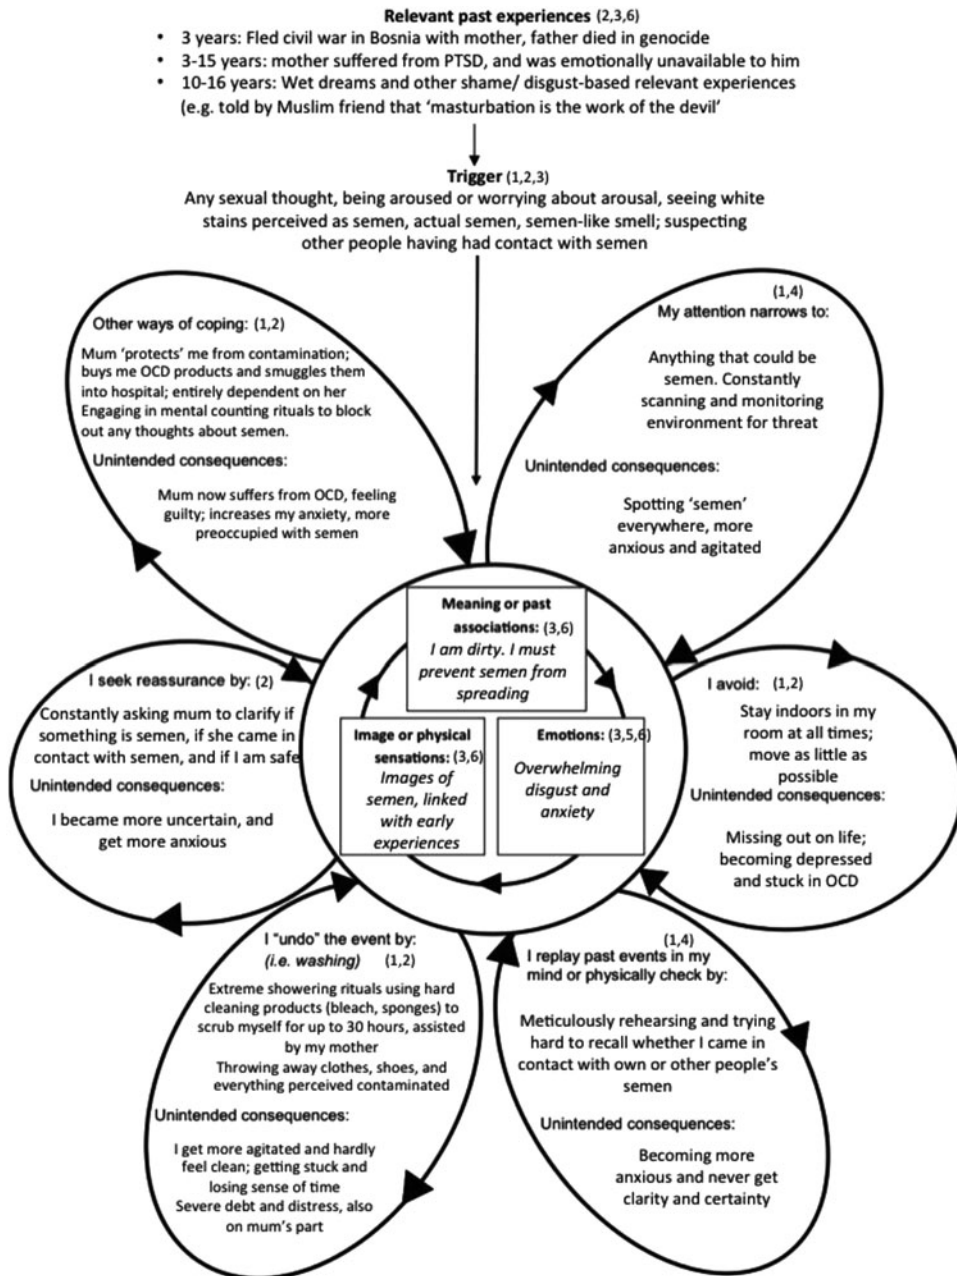 Relevant past experiences (2,3,6)
• 3 years: Fled civil war in Bosnia with mother, father died in genocide
• 3-15 years: mother suffered from PTSD, and was emotionally unavailable to him
• 10-16 years: Wet dreams and other shame/ disgust-based relevant experiences
(e.g. told by Muslim friend that ‘masturbation is the work of the devil’
Trigger (1,2,3)
Any sexual thought, being aroused or worrying about arousal, seeing white
stains perceived as semen, actual semen, semen-like smell; suspecting
other people having had contact with semen
Other ways of coping: (1,2)
Mum ‘protects’ me from contamination;
buys me OCD products and smuggles them
into hospital; entirely dependent on her
Engaging in mental counting rituals to block
out any thoughts about semen.
Unintended consequences:
Mum now suffers from OCD, feeling
guilty; increases my anxiety, more
preoccupied with semen
(1,4)
My attention narrows to:
Anything that could be
semen. Constantly
scanning and monitoring
environment for threat
Unintended consequences:
Spotting ‘semen’
everywhere, more
anxious and agitated
Meaning or past
associations: (3,6)
I am dirty. I must
prevent semen from
spreading
Image or physical
sensations: (3,6)
Images of
semen, linked
with early
experiences
Emotions: (3,5,6)
Overwhelming
disgust and
anxiety
I seek reassurance by: (2)
Constantly asking mum to clarify if
something is semen, if she came in
contact with semen, and if I am safe
Unintended consequences:
I became more uncertain, and
get more anxious
I avoid: (1,2)
Stay indoors in my
room at all times;
move as little as
possible
Unintended consequences:
Missing out on life;
becoming depressed
and stuck in OCD
I “undo” the event by:
(i.e. washing) (1,2)
Extreme showering rituals using hard
cleaning products (bleach, sponges) to
scrub myself for up to 30 hours, assisted
by my mother
Throwing away clothes, shoes, and
everything perceived contaminated
Unintended consequences:
I get more agitated and hardly
feel clean; getting stuck and
losing sense of time
Severe debt and distress, also
on mum’s part
(1,4)
I replay past events in my
mind or physically check by:
Meticulously rehearsing and trying
hard to recall whether I came in
contact with own or other people’s
semen
Unintended consequences:
Becoming more
anxious and never get
clarity and certainty